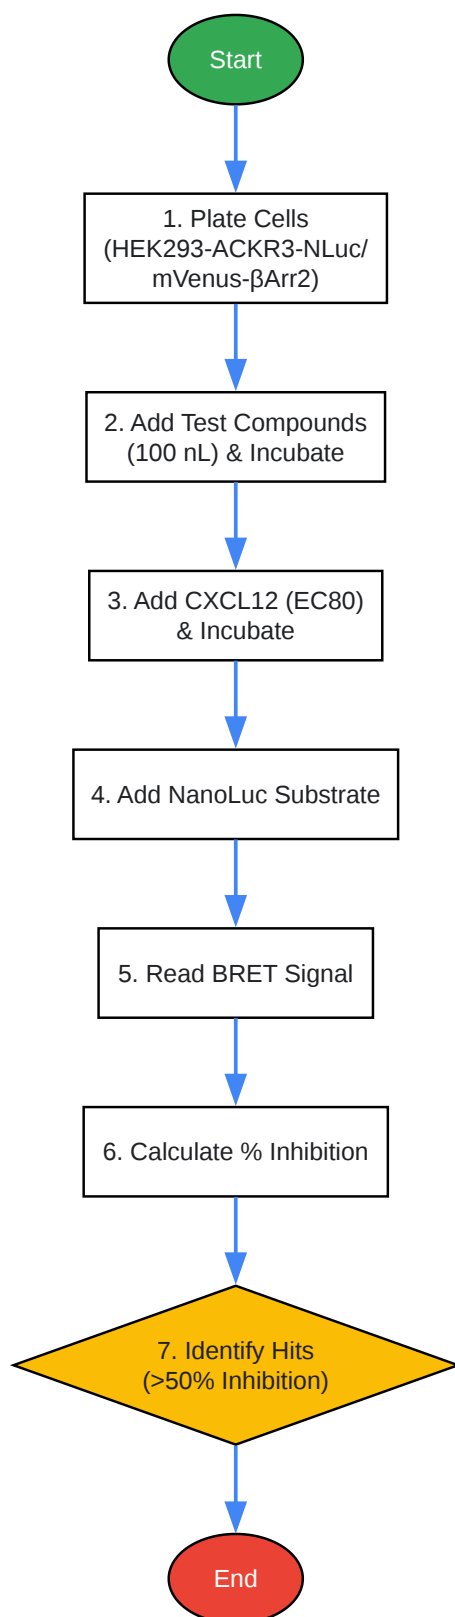 Start
1. Plate Cells
(HEK293-ACKR3-NLuc/
mVenus-βArr2)
2. Add Test Compounds
(100 nL) & Incubate
3. Add CXCL12 (EC80)
& Incubate
4. Add NanoLuc Substrate
5. Read BRET Signal
6. Calculate % Inhibition
7. Identify Hits
(>50% Inhibition)
End